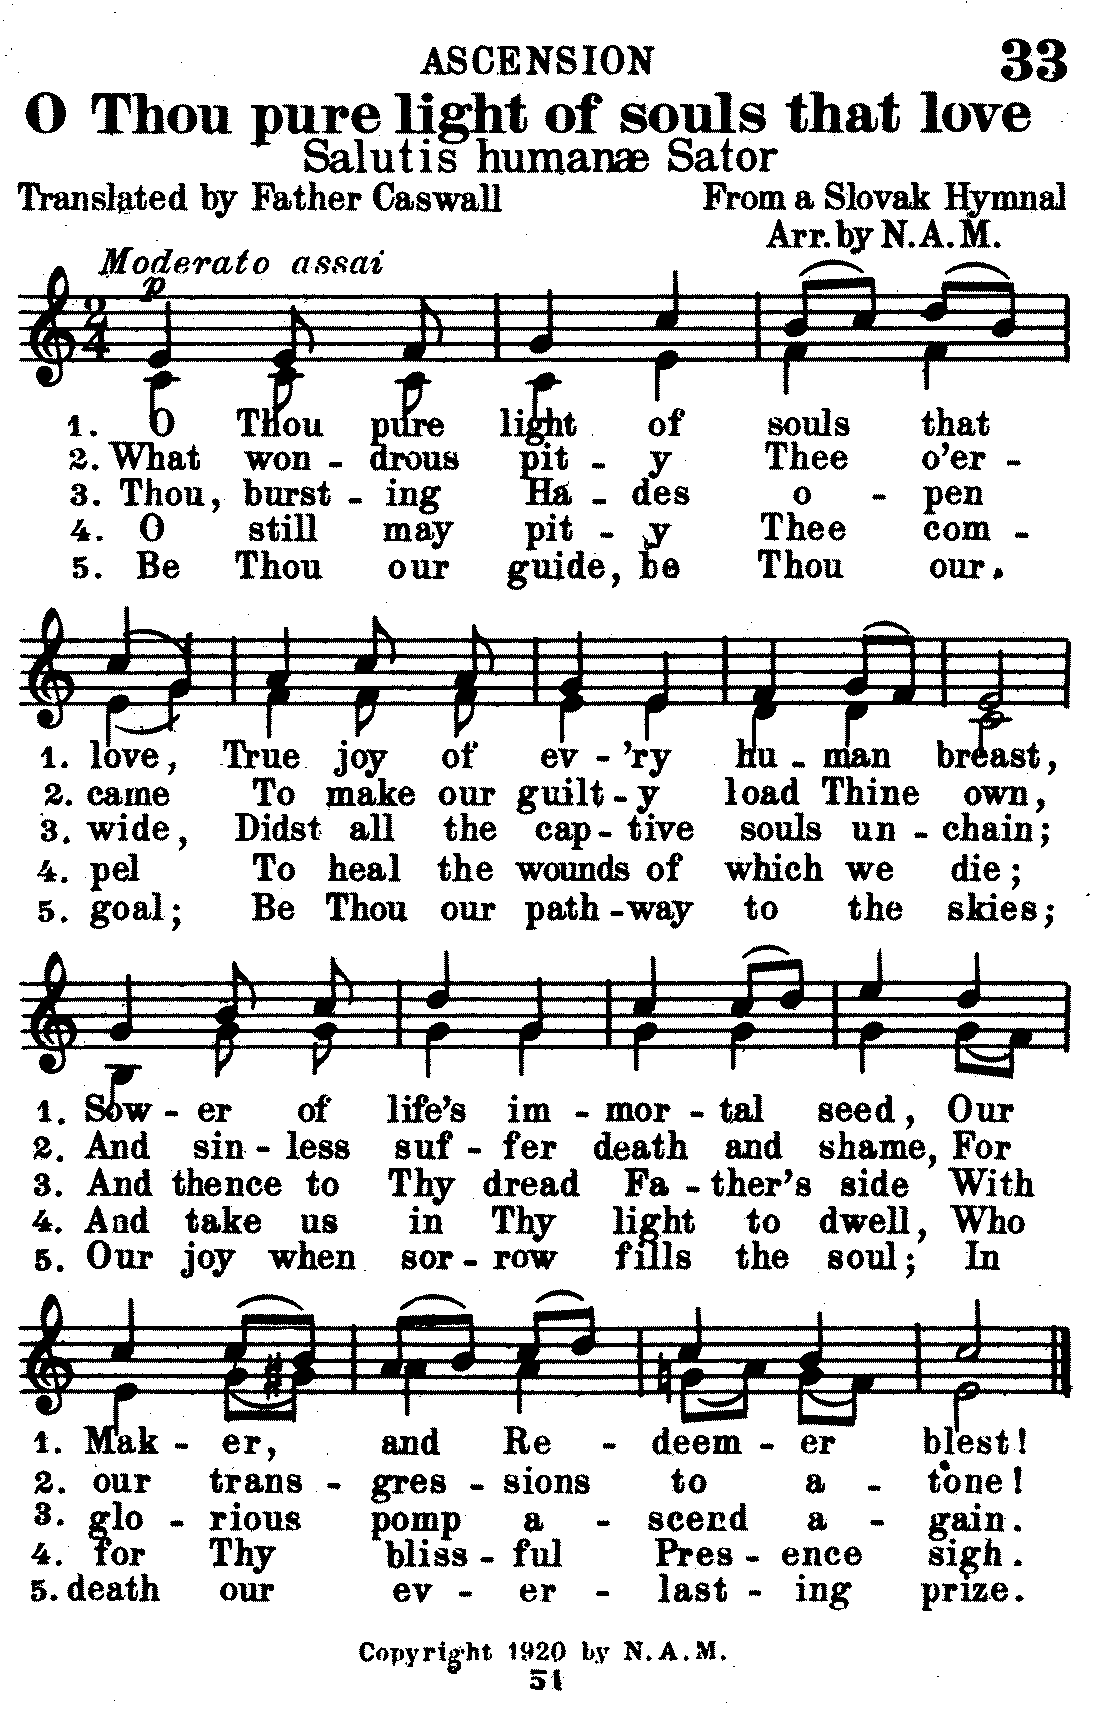 ASCENSION 33
O Thou pure light of souls that love
Salutis humanæ Sator
Translated by Father Caswall From a Slovak Hymnal
Arr. by N. A. M.
Moderato assai
p
2
4
1. O Thou pure light of souls that
2. What won - drous pit - y Thee o'er -
3. Thou, burst - ing Ha - des o - pen
4. O still may pit - y Thee com -
5. Be Thou our guide, be Thou our.
1. love, True joy of ev - 'ry hu - man breast,
2. came To make our guilt - y load Thine own,
3. wide, Didst all the cap - tive souls un - chain;
4. pel To heal the wounds of which we die;
5. goal; Be Thou our path - way to the skies;
1. Sow - er of life's im - mor - tal seed, Our
2. And sin - less suf - fer death and shame, For
3. And thence to Thy dread Fa - ther's side With
4. And take us in Thy light to dwell, Who
5. Our joy when sor - row fills the soul; In
1. Mak - er, and Re - deem - er blest!
2. our trans - gres - sions to a - tone!
3. glo - rious pomp a - scend a - gain.
4. for Thy bliss - ful Pres - ence sigh.
5. death our ev - er - last - ing prize.
Copyright 1920 by N. A. M.
51